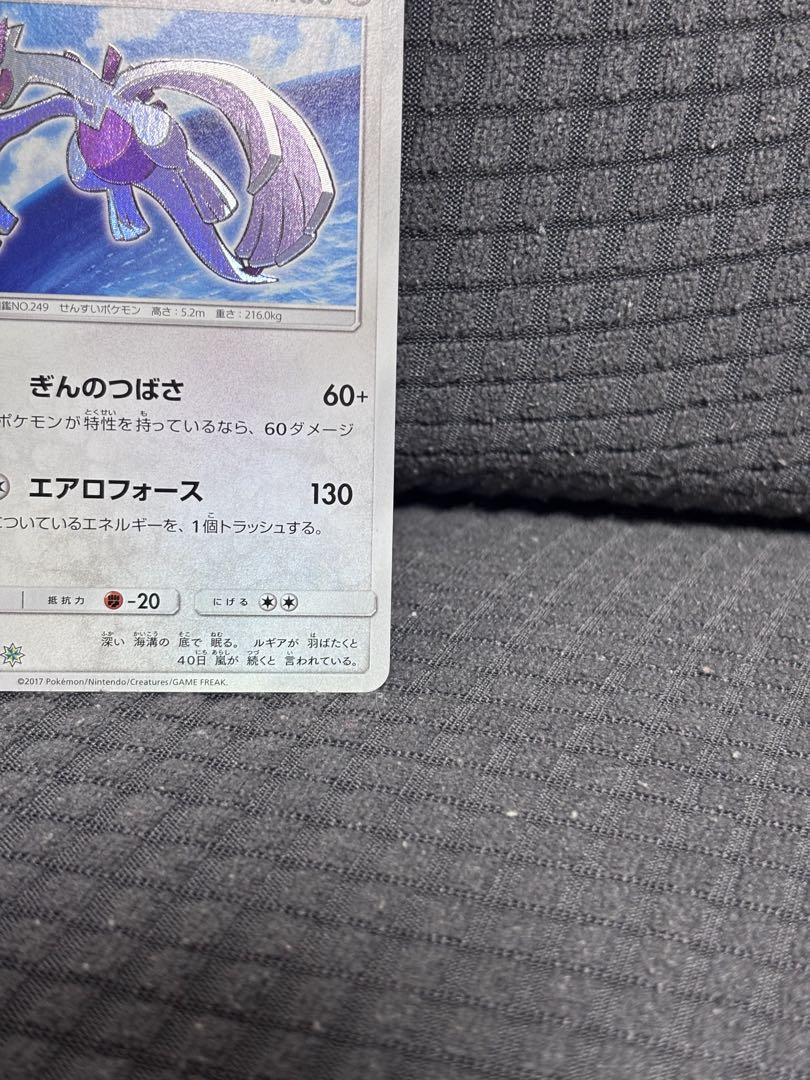 鑑NO.249 せんすいポケモン 高さ:5.2m 重さ:216.0kg
ぎんのつばさ 60+
ポケモンが特性を持っているなら、60ダメージ
エアロフォース 130
についているエネルギーを、1個トラッシュする。
抵抗力 -20 にげる
深い 海溝の 底で 眠る。 ルギアが 羽ばたくと
40日 嵐が 続くと 言われている。
©2017 Pokémon/Nintendo/Creatures/GAME FREAK.